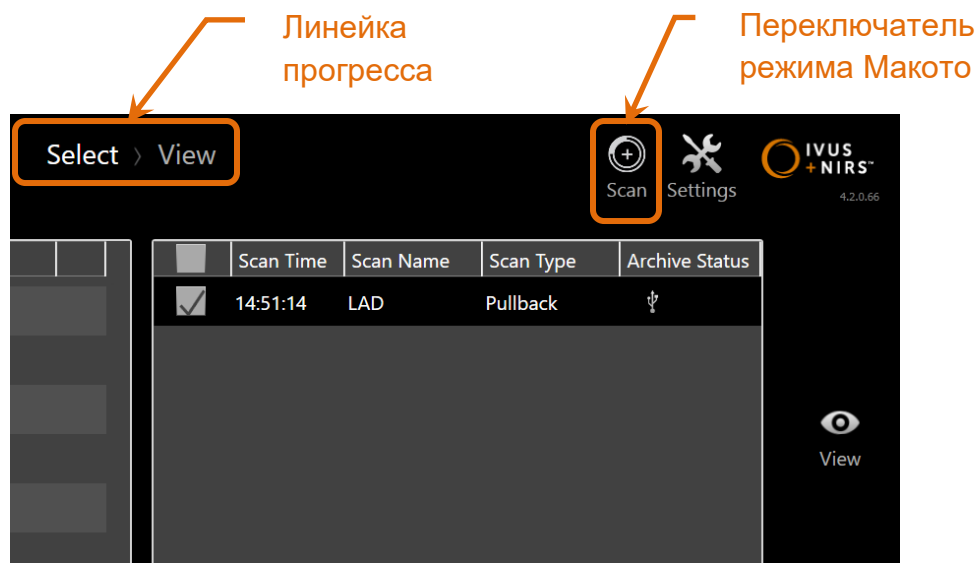 Линейка
прогресса
Переключатель
режима Макото
Select > View
Scan
Settings
IVUS
+NIRS™
4.2.0.66
Scan Time Scan Name Scan Type Archive Status
14:51:14 LAD Pullback
View